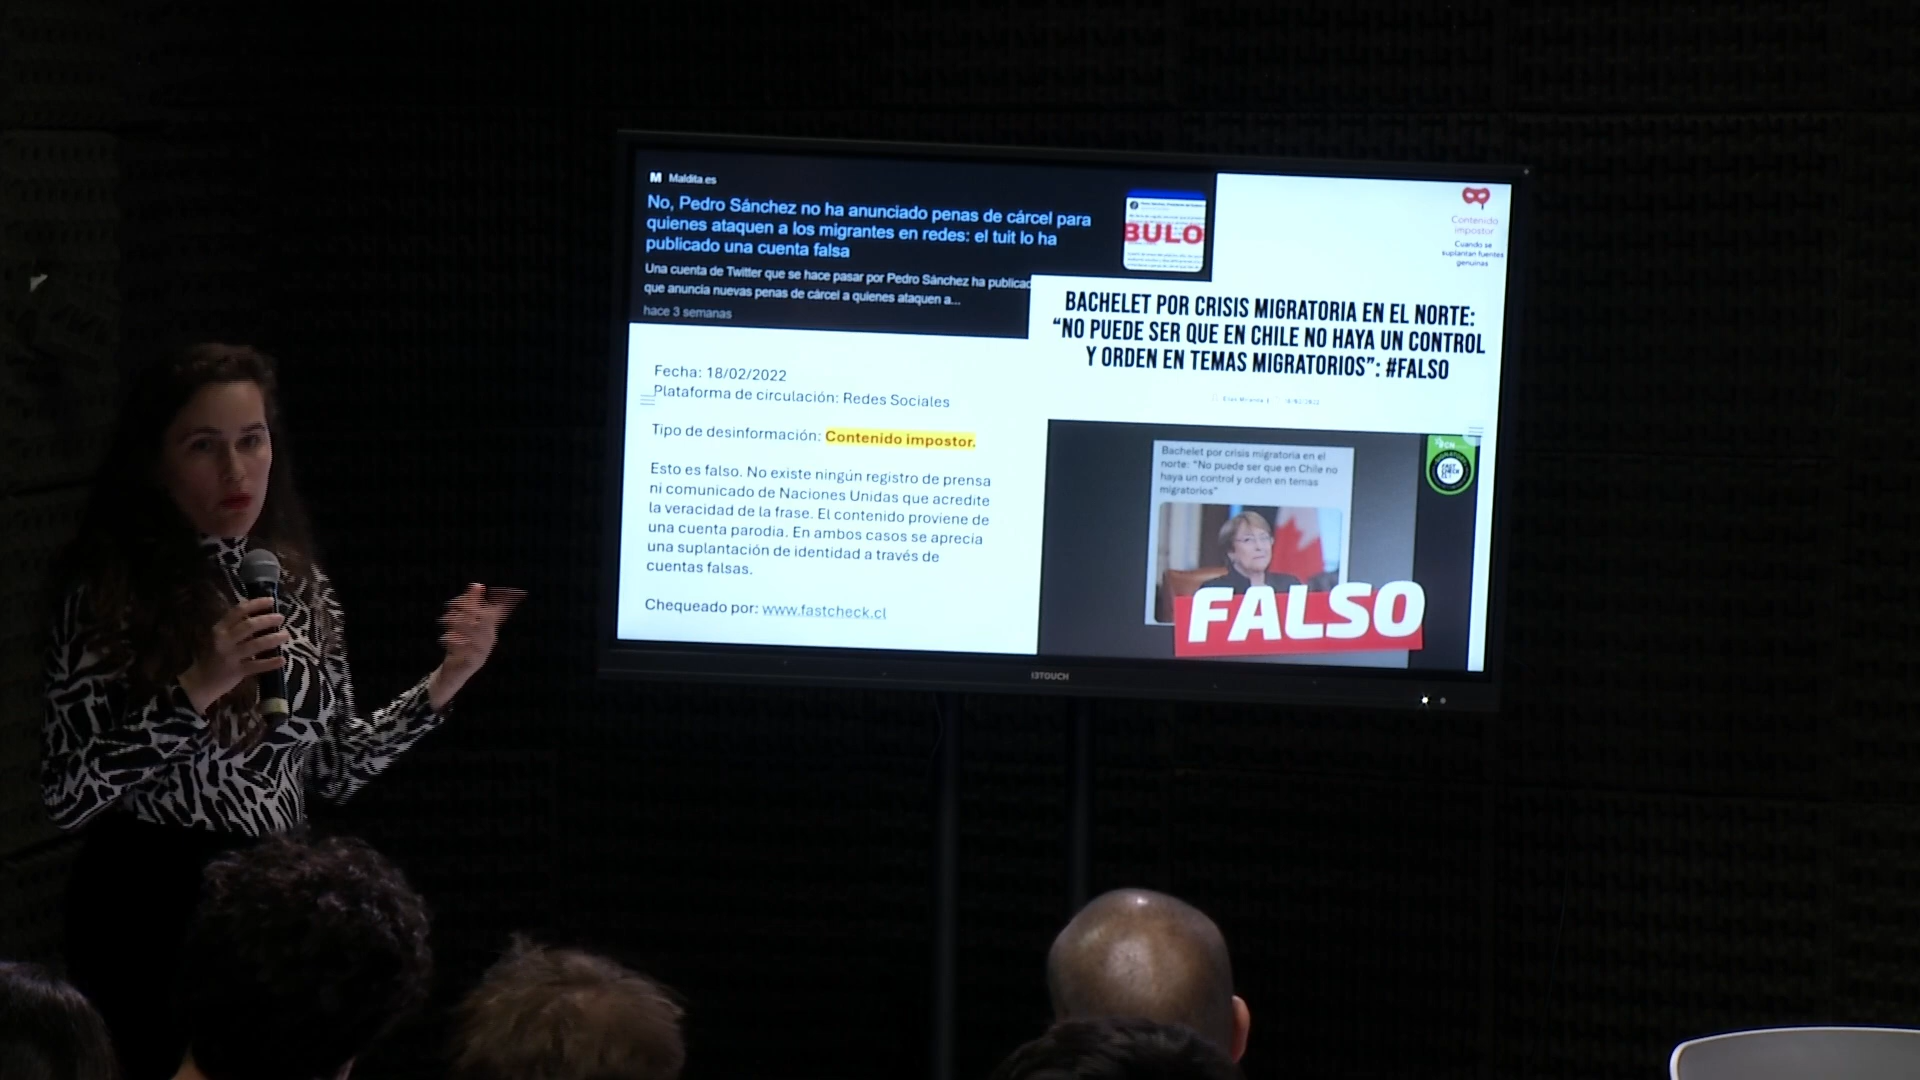 M Maldita.es
No, Pedro Sánchez no ha anunciado penas de cárcel para
quienes ataquen a los migrantes en redes: el tuit lo ha
publicado una cuenta falsa
Una cuenta de Twitter que se hace pasar por Pedro Sánchez ha publicad
que anuncia nuevas penas de cárcel a quienes ataquen a...
hace 3 semanas
BULO
Contenido
impostor
Cuando se
suplantan fuentes
genuinas
BACHELET POR CRISIS MIGRATORIA EN EL NORTE:
“NO PUEDE SER QUE EN CHILE NO HAYA UN CONTROL
Y ORDEN EN TEMAS MIGRATORIOS”: #FALSO
Fecha: 18/02/2022
Plataforma de circulación: Redes Sociales
Tipo de desinformación: Contenido impostor.
Esto es falso. No existe ningún registro de prensa
ni comunicado de Naciones Unidas que acredite
la veracidad de la frase. El contenido proviene de
una cuenta parodia. En ambos casos se aprecia
una suplantación de identidad a través de
cuentas falsas.
Chequeado por: www.fastcheck.cl
Bachelet por crisis migratoria en el
norte: “No puede ser que en Chile no
haya un control y orden en temas
migratorios”
FALSO
i3TOUCH